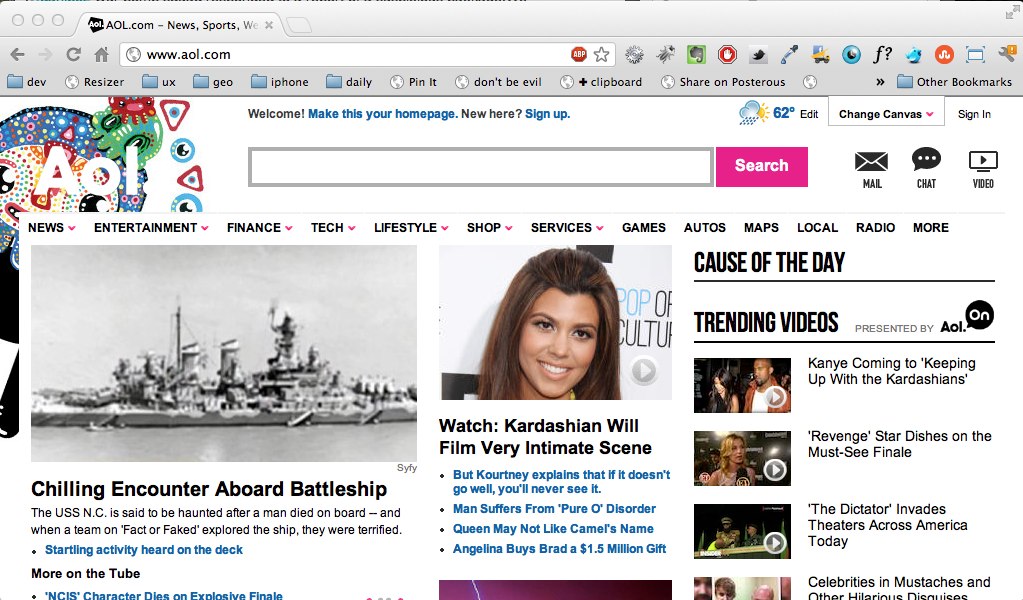 AOL.com – News, Sports, We
www.aol.com
ABP
f?
dev
Resizer
ux
geo
iphone
daily
Pin It
don't be evil
+ clipboard
Share on Posterous
»
Other Bookmarks
Welcome! Make this your homepage. New here? Sign up.
62° Edit
Change Canvas
Sign In
Aol
Search
MAIL
CHAT
VIDEO
NEWS ENTERTAINMENT FINANCE TECH LIFESTYLE SHOP SERVICES GAMES AUTOS MAPS LOCAL RADIO MORE
Syfy
Chilling Encounter Aboard Battleship
The USS N.C. is said to be haunted after a man died on board -- and
when a team on 'Fact or Faked' explored the ship, they were terrified.
Startling activity heard on the deck
More on the Tube
'NCIS' Character Dies on Explosive Finale
POP OF
CULTUR
Watch: Kardashian Will
Film Very Intimate Scene
But Kourtney explains that if it doesn't
go well, you'll never see it.
Man Suffers From 'Pure O' Disorder
Queen May Not Like Camel's Name
Angelina Buys Brad a $1.5 Million Gift
CAUSE OF THE DAY
TRENDING VIDEOS PRESENTED BY Aol. On
Kanye Coming to 'Keeping
Up With the Kardashians'
'Revenge' Star Dishes on the
Must-See Finale
'The Dictator' Invades
Theaters Across America
Today
INSIDER
Celebrities in Mustaches and
Other Hilarious Disguises